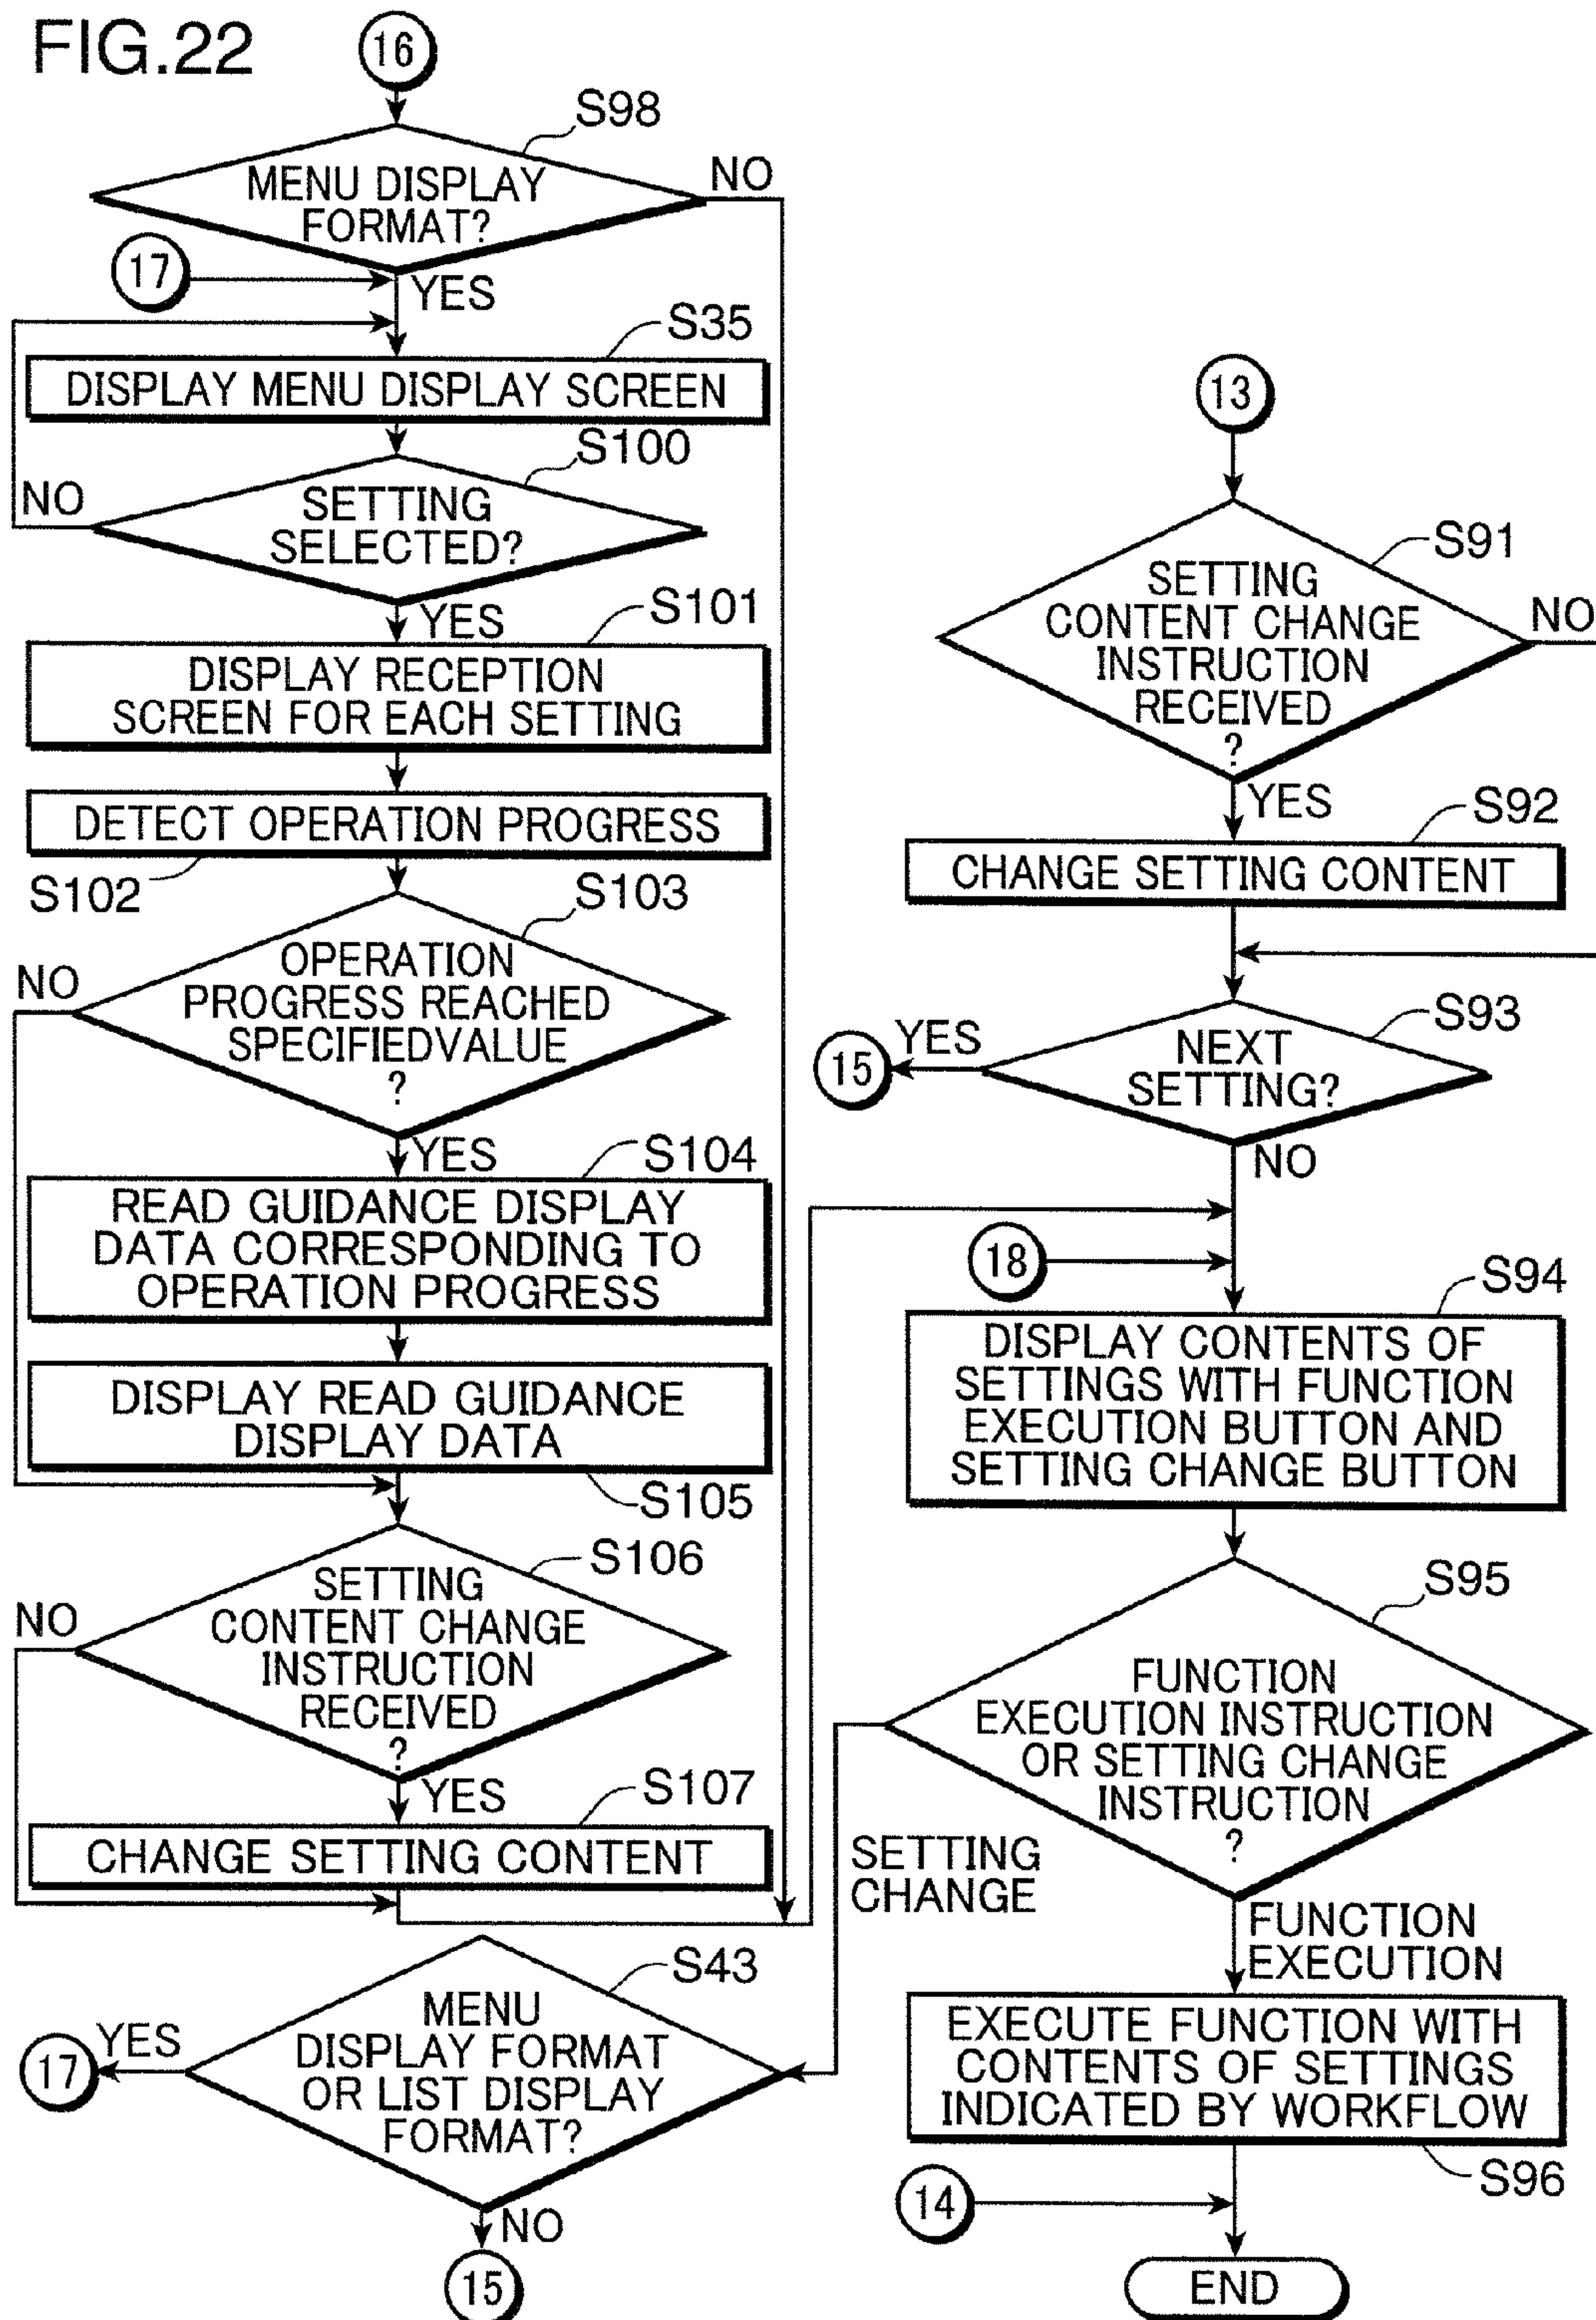 FIG.22
16
S98
MENU DISPLAY
FORMAT?
NO
17
YES
S35
DISPLAY MENU DISPLAY SCREEN
S100
NO
SETTING
SELECTED?
YES
S101
DISPLAY RECEPTION
SCREEN FOR EACH SETTING
DETECT OPERATION PROGRESS
S102
S103
NO
OPERATION
PROGRESS REACHED
SPECIFIEDVALUE
?
YES
S104
READ GUIDANCE DISPLAY
DATA CORRESPONDING TO
OPERATION PROGRESS
DISPLAY READ GUIDANCE
DISPLAY DATA
S105
S106
NO
SETTING
CONTENT CHANGE
INSTRUCTION
RECEIVED
?
YES
S107
CHANGE SETTING CONTENT
S43
MENU
DISPLAY FORMAT
OR LIST DISPLAY
FORMAT?
YES
17
NO
15
13
S91
SETTING
CONTENT CHANGE
INSTRUCTION
RECEIVED
?
NO
YES
S92
CHANGE SETTING CONTENT
S93
YES
15
NEXT
SETTING?
NO
18
S94
DISPLAY CONTENTS OF
SETTINGS WITH FUNCTION
EXECUTION BUTTON AND
SETTING CHANGE BUTTON
S95
FUNCTION
EXECUTION INSTRUCTION
OR SETTING CHANGE
INSTRUCTION
?
SETTING
CHANGE
FUNCTION
EXECUTION
EXECUTE FUNCTION WITH
CONTENTS OF SETTINGS
INDICATED BY WORKFLOW
S96
14
END